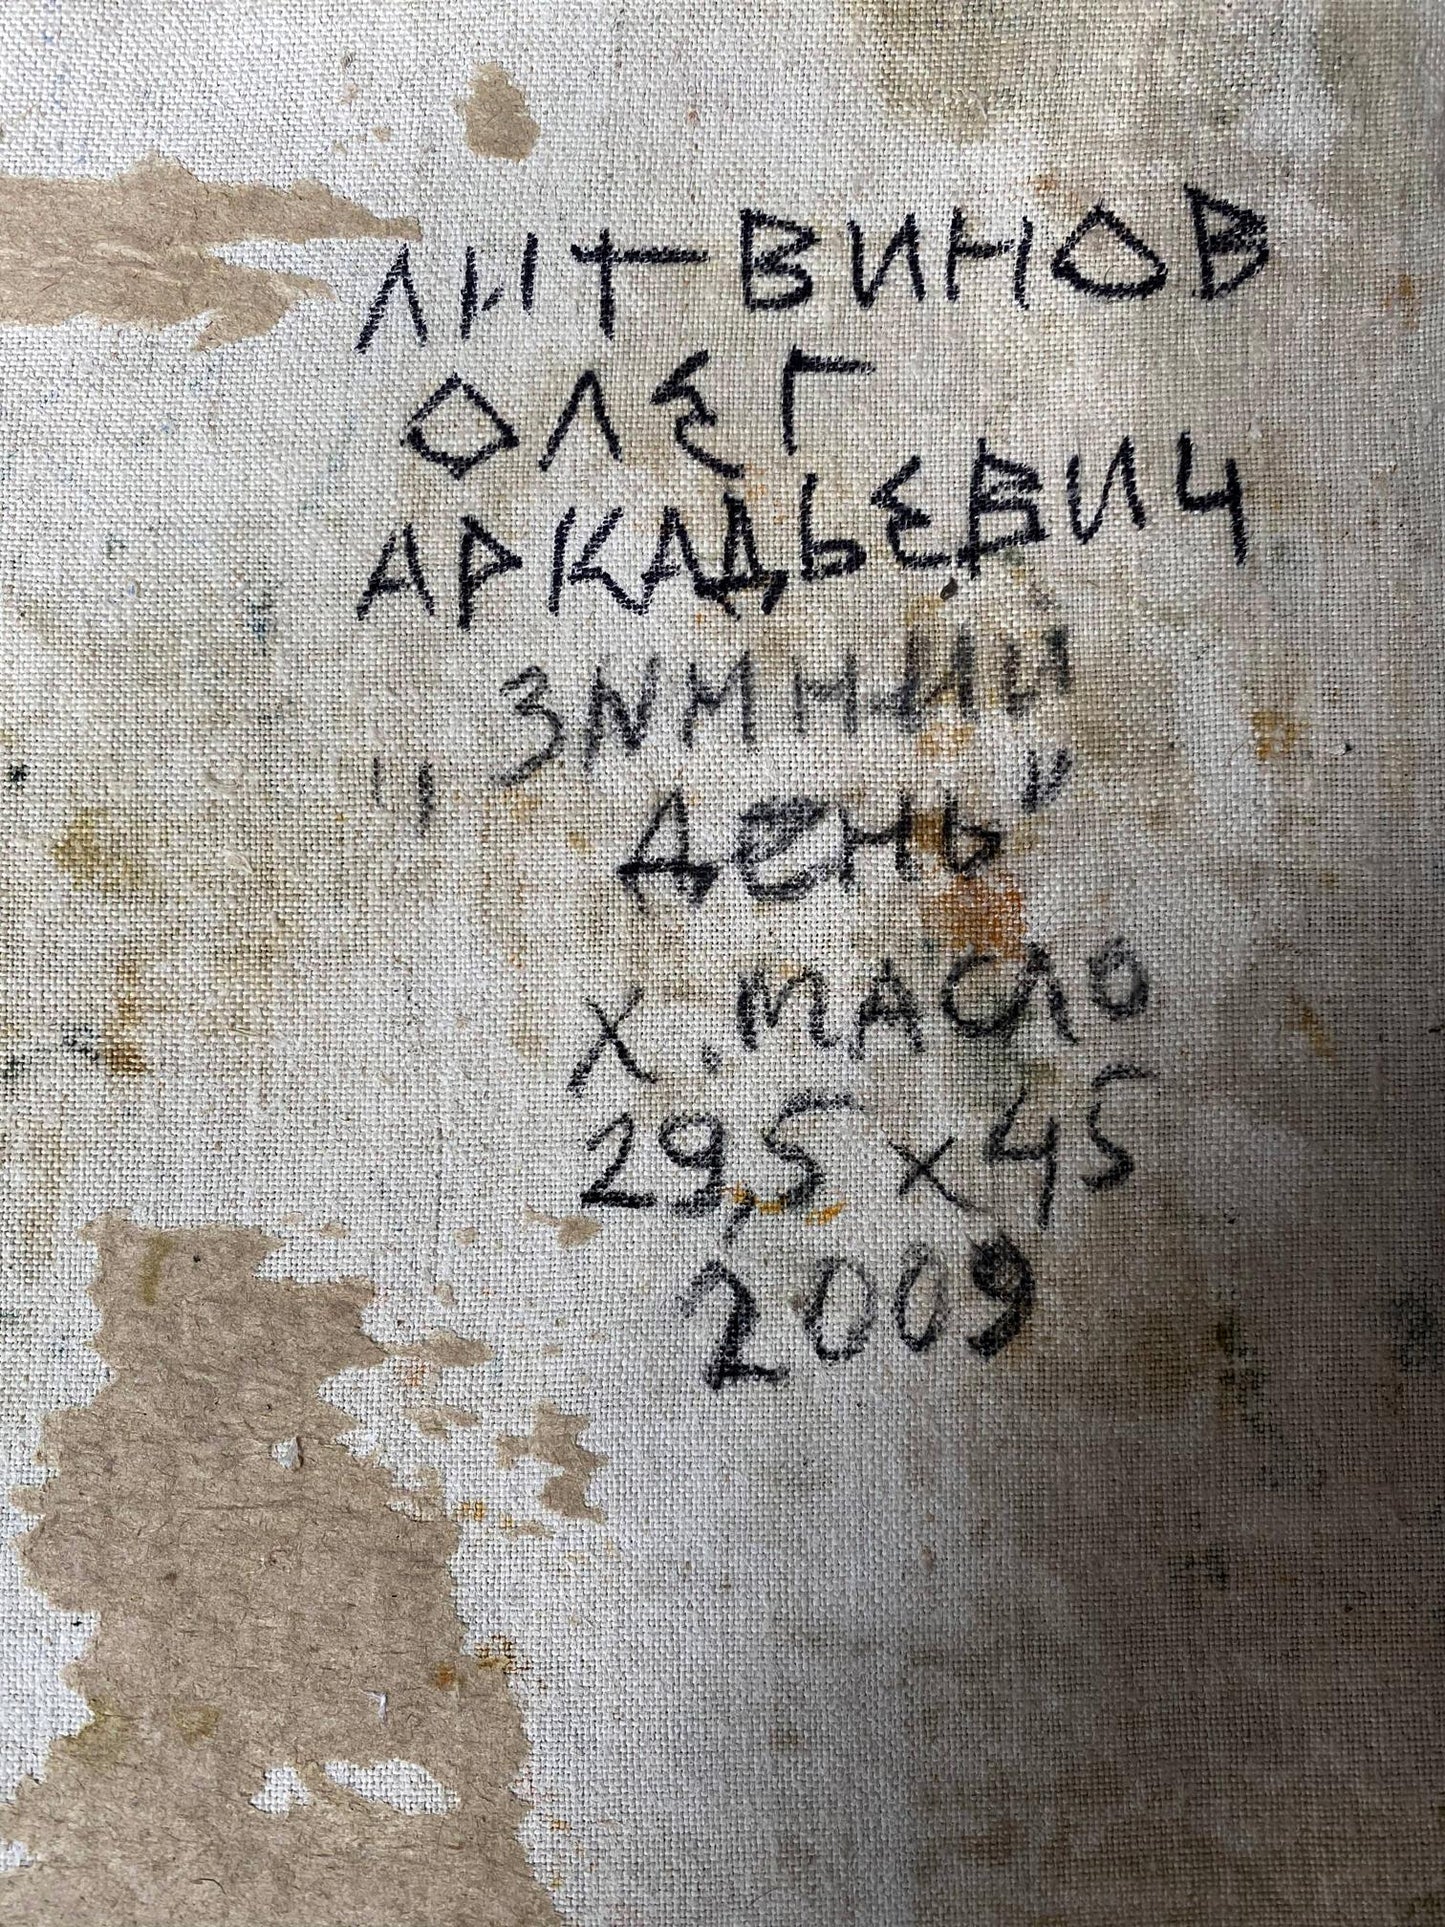 ЛИТВИНОВ
ОЛЕГ
АРКАДЬЕВИЧ
"ЗИМНИЙ
ДЕНЬ"
Х. МАСЛО
29,5 х 45
2009